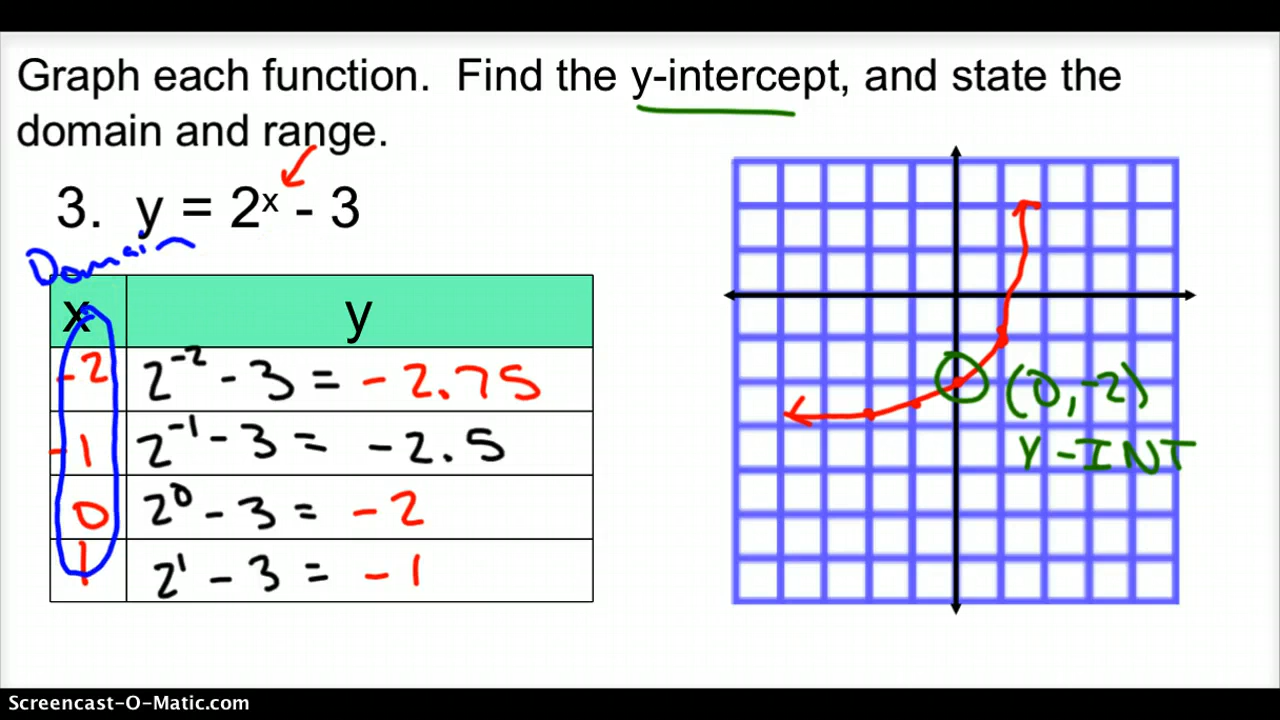 Graph each function.  Find the y-intercept, and state the
domain and range.
3.  y = 2ˣ - 3
Domain
x y
-2 2⁻² - 3 = -2.75
-1 2⁻¹ - 3 = -2.5
0 2⁰ - 3 = -2
1 2¹ - 3 = -1
(0, -2)
Y-INT
Screencast-O-Matic.com